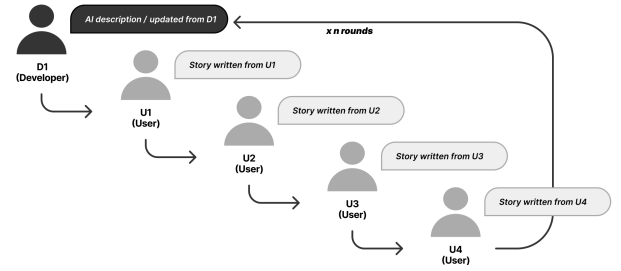 AI description / updated from D1
x n rounds
D1
(Developer)
Story written from U1
U1
(User)
Story written from U2
U2
(User)
Story written from U3
U3
(User)
Story written from U4
U4
(User)